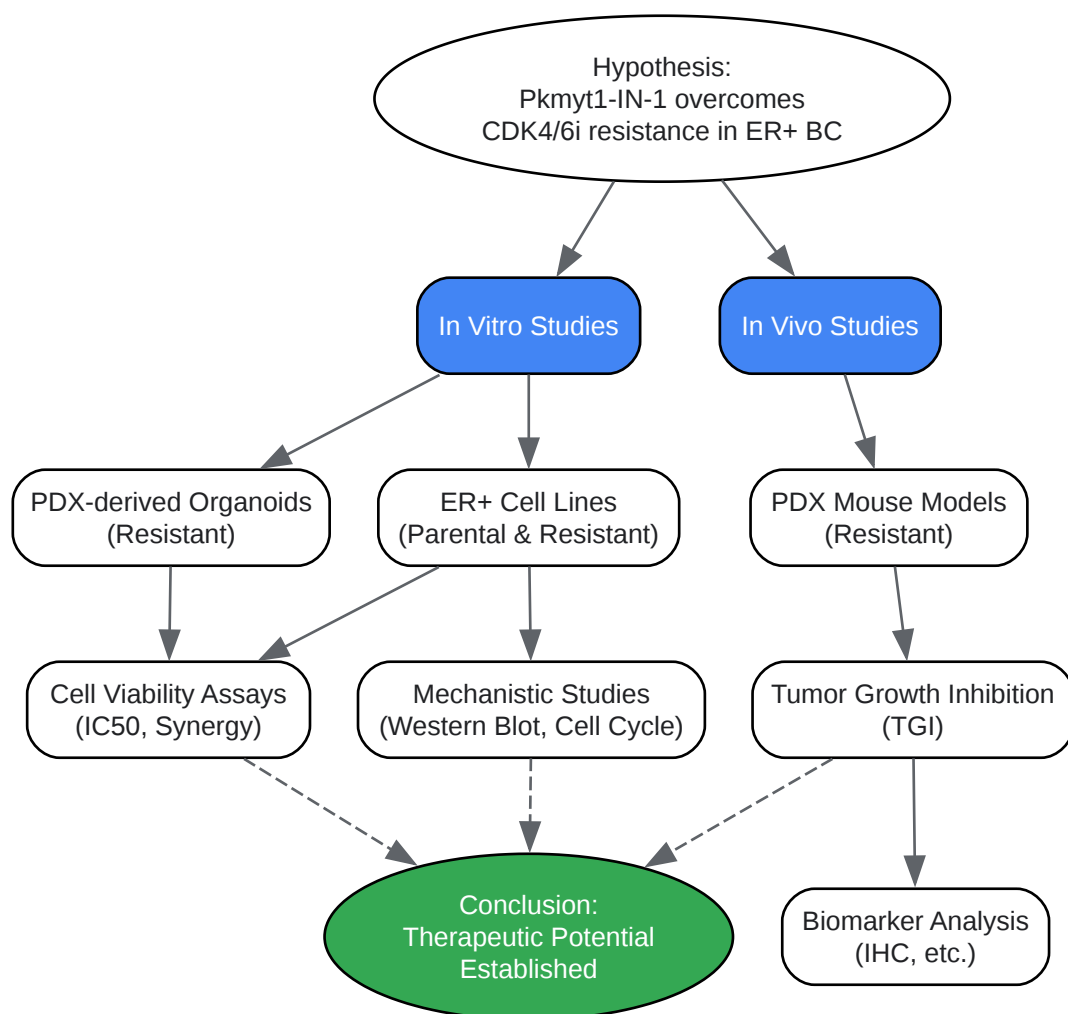 Hypothesis:
Pkmyt1-IN-1 overcomes
CDK4/6i resistance in ER+ BC
In Vitro Studies
In Vivo Studies
PDX-derived Organoids
(Resistant)
ER+ Cell Lines
(Parental & Resistant)
PDX Mouse Models
(Resistant)
Cell Viability Assays
(IC50, Synergy)
Mechanistic Studies
(Western Blot, Cell Cycle)
Tumor Growth Inhibition
(TGI)
Conclusion:
Therapeutic Potential
Established
Biomarker Analysis
(IHC, etc.)